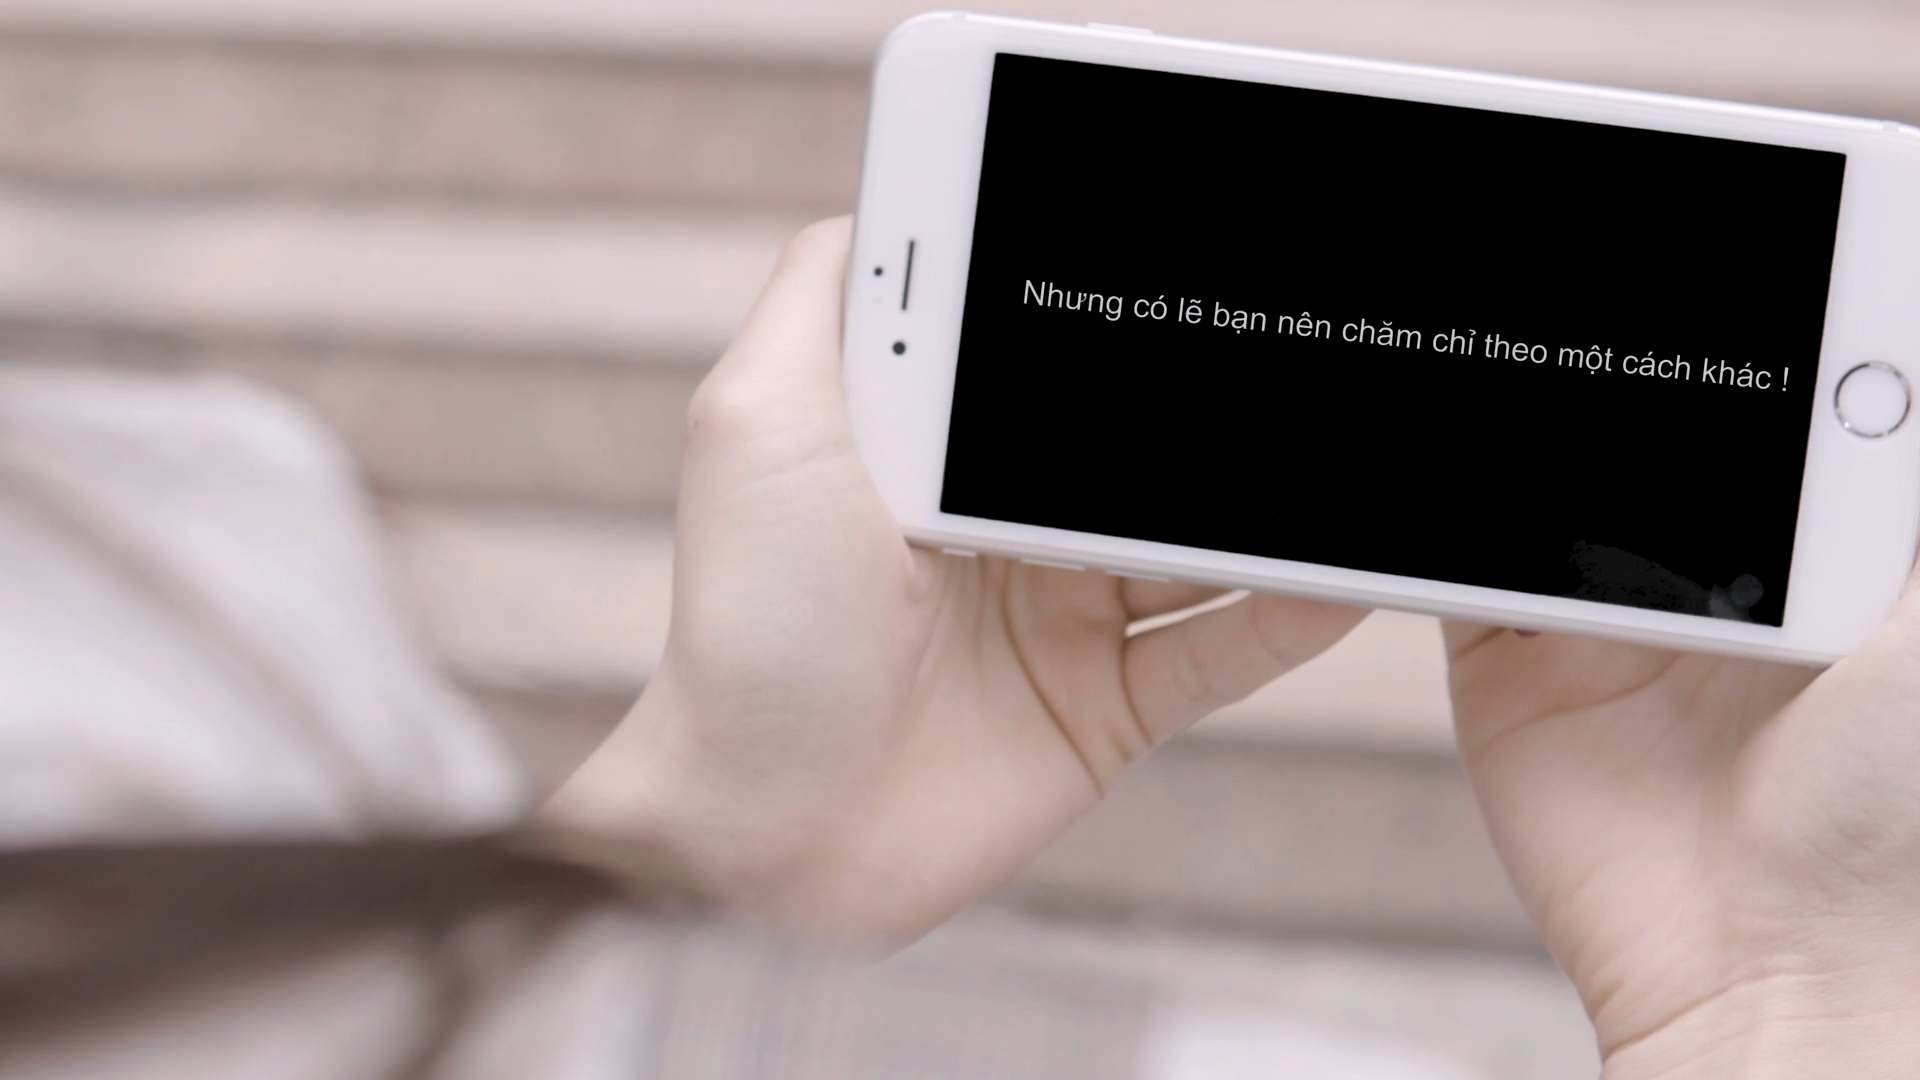 Nhưng có lẽ bạn nên chăm chỉ theo một cách khác !